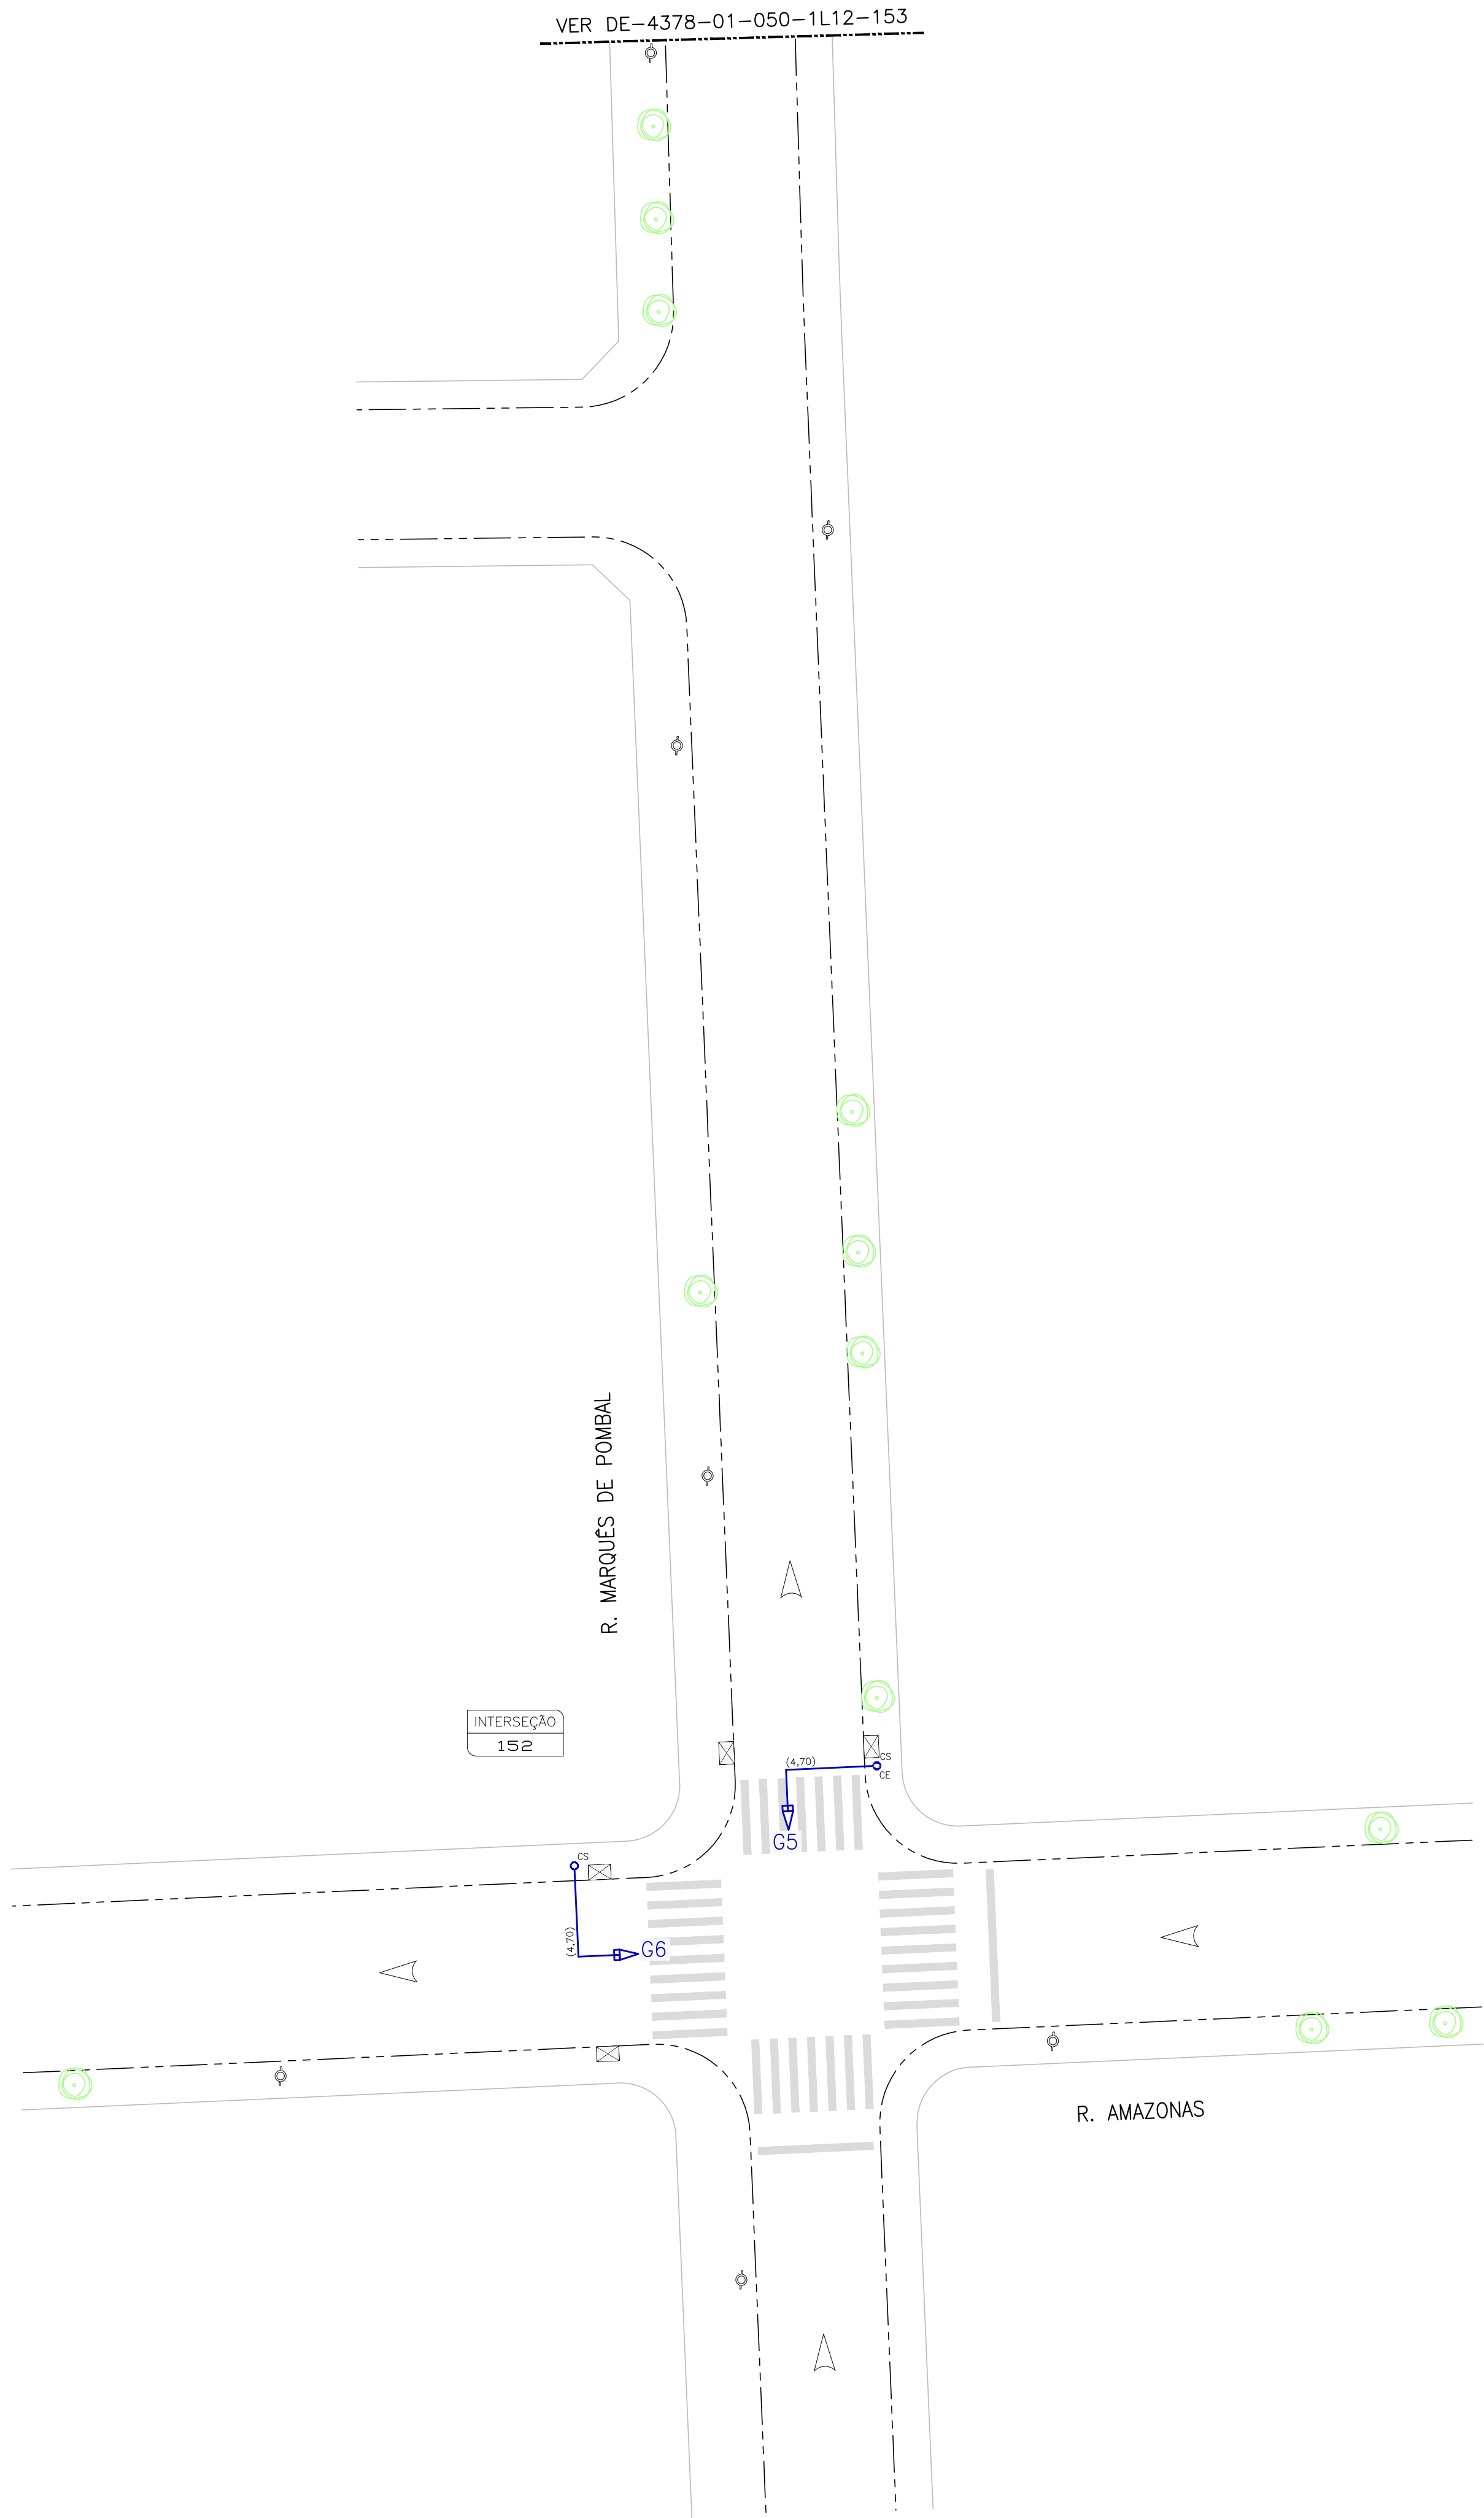 VER DE-4378-01-050-1L12-153
R. MARQUÊS DE POMBAL
INTERSEÇÃO
152
(4,70)
CS
CE
G5
CS
(4,70)
G6
R. AMAZONAS